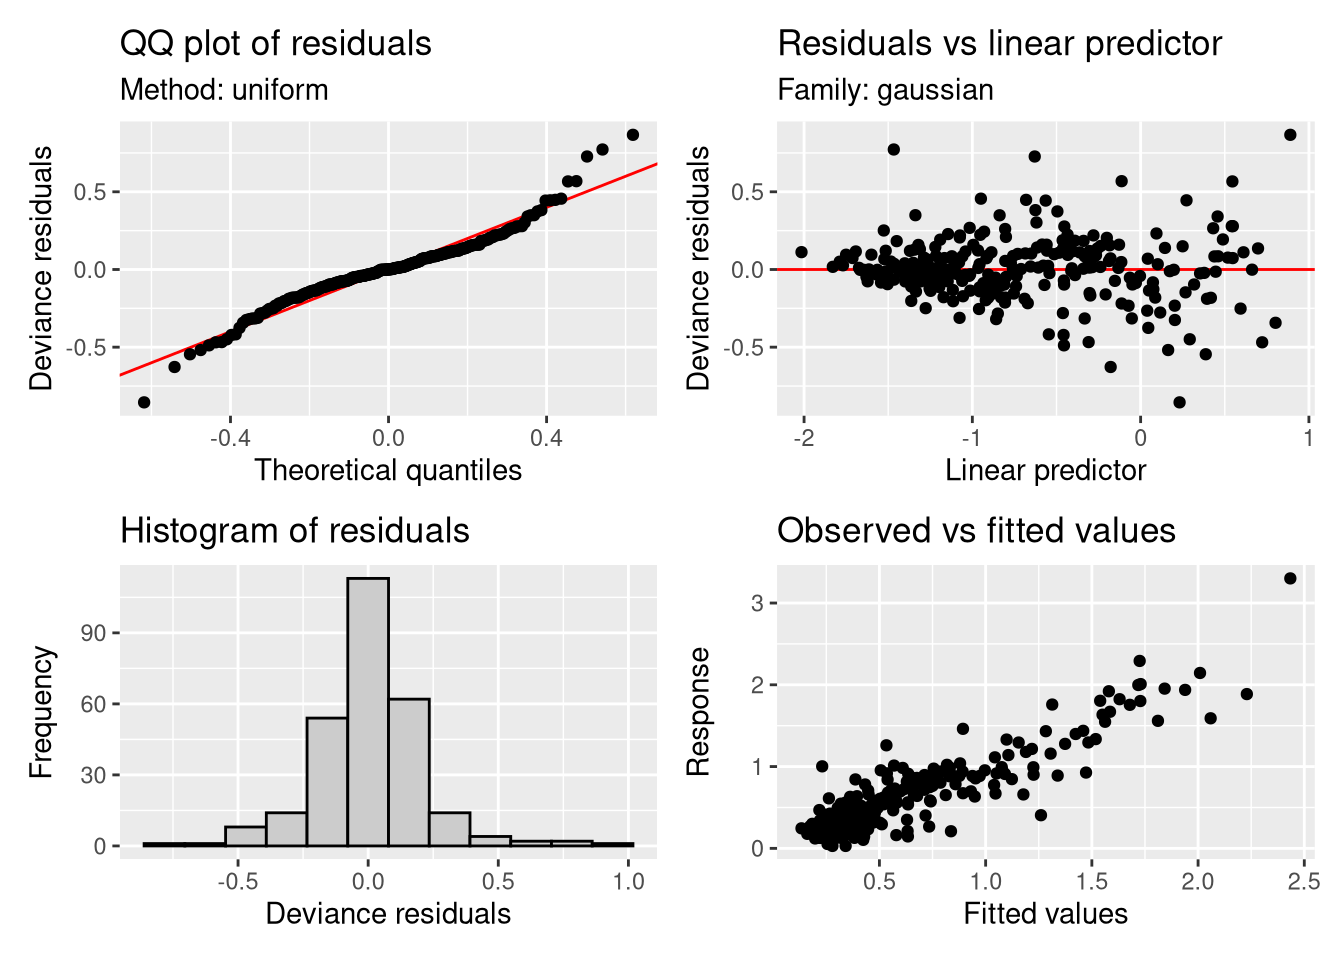 QQ plot of residuals
Method: uniform
Deviance residuals
0.5
0.0
-0.5
-0.4
0.0
0.4
Theoretical quantiles
Residuals vs linear predictor
Family: gaussian
Deviance residuals
0.5
0.0
-0.5
-2
-1
0
1
Linear predictor
Histogram of residuals
Frequency
90
60
30
0
-0.5
0.0
0.5
1.0
Deviance residuals
Observed vs fitted values
Response
3
2
1
0
0.5
1.0
1.5
2.0
2.5
Fitted values